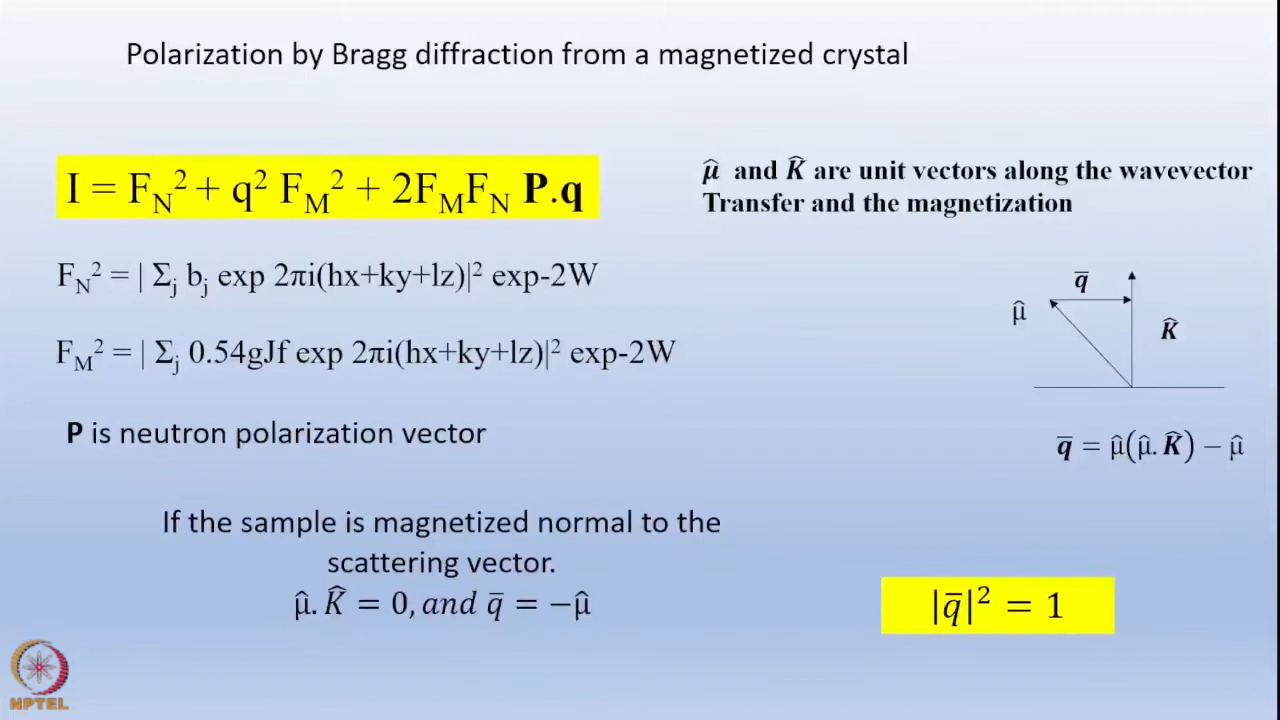 Polarization by Bragg diffraction from a magnetized crystal
I = F_N² + q² F_M² + 2F_MF_N **P**.**q**
μ̂ and K̂ are unit vectors along the wavevector
Transfer and the magnetization
F_N² = | Σ_j b_j exp 2πi(hx+ky+lz)|² exp-2W
F_M² = | Σ_j 0.54gJf exp 2πi(hx+ky+lz)|² exp-2W
q̅
μ̂
K̂
P is neutron polarization vector
q̅ = μ̂(μ̂.K̂) − μ̂
If the sample is magnetized normal to the
scattering vector.
μ̂.K̂ = 0, and q̅ = −μ̂
|q̅|² = 1
NPTEL